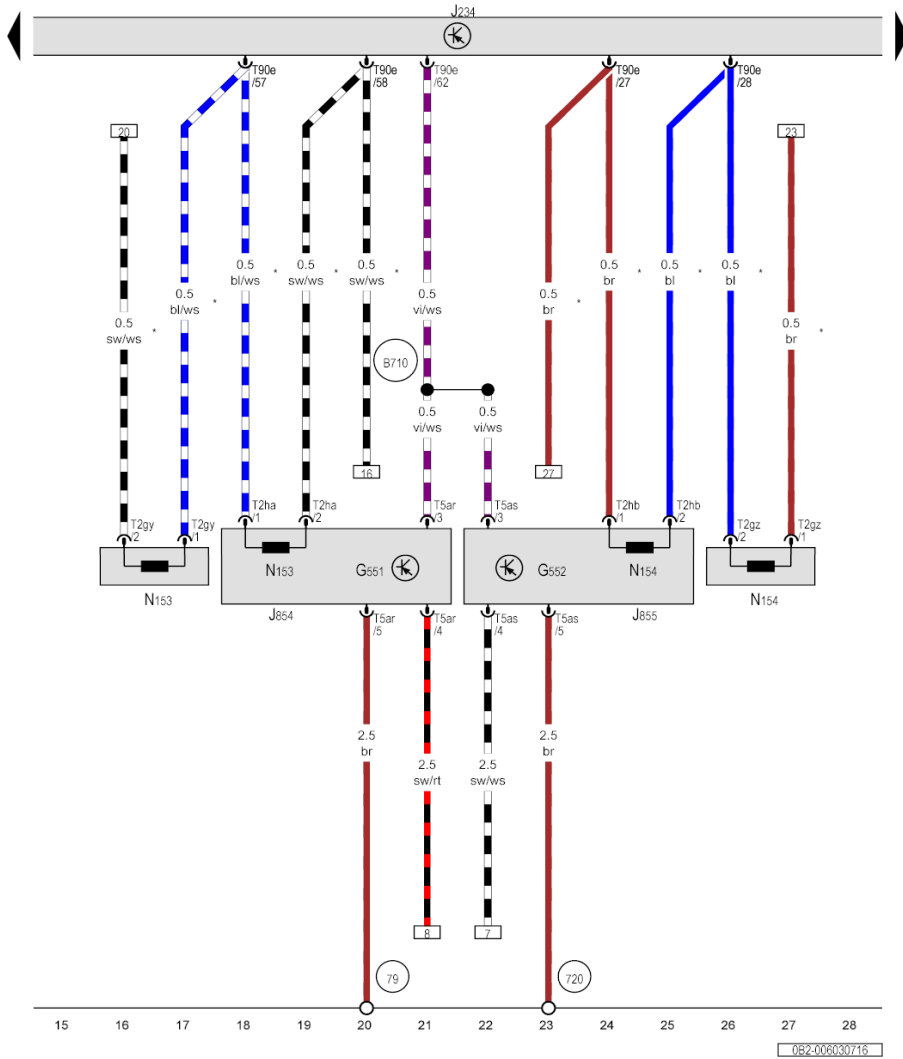 J234
T90e
/57
T90e
/58
T90e
/62
T90e
/27
T90e
/28
20
23
0.5
bl/ws
*
0.5
sw/ws
*
0.5
sw/ws
*
0.5
vi/ws
0.5
br
*
0.5
bl
*
0.5
bl
*
0.5
sw/ws
*
0.5
bl/ws
*
0.5
br
*
0.5
br
*
B710
0.5
vi/ws
0.5
vi/ws
16
27
T2gy
/2
T2gy
/1
T2ha
/1
T2ha
/2
T5ar
/3
T5as
/3
T2hb
/1
T2hb
/2
T2gz
/2
T2gz
/1
N153
N153
G551
G552
N154
N154
J854
J855
T5ar
/5
T5ar
/4
T5as
/4
T5as
/5
2.5
br
2.5
sw/rt
2.5
sw/ws
2.5
br
8
7
79
720
15 16 17 18 19 20 21 22 23 24 25 26 27 28
0B2-006030716